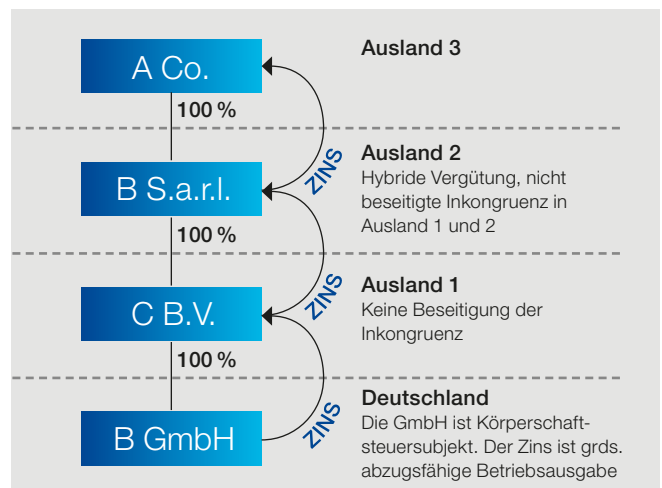 A Co.
Ausland 3
100 %
ZINS
B S.a.r.l.
Ausland 2
Hybride Vergütung, nicht
beseitigte Inkongruenz in
Ausland 1 und 2
100 %
ZINS
C B.V.
Ausland 1
Keine Beseitigung der
Inkongruenz
100 %
ZINS
B GmbH
Deutschland
Die GmbH ist Körperschaft-
steuersubjekt. Der Zins ist grds.
abzugsfähige Betriebsausgabe